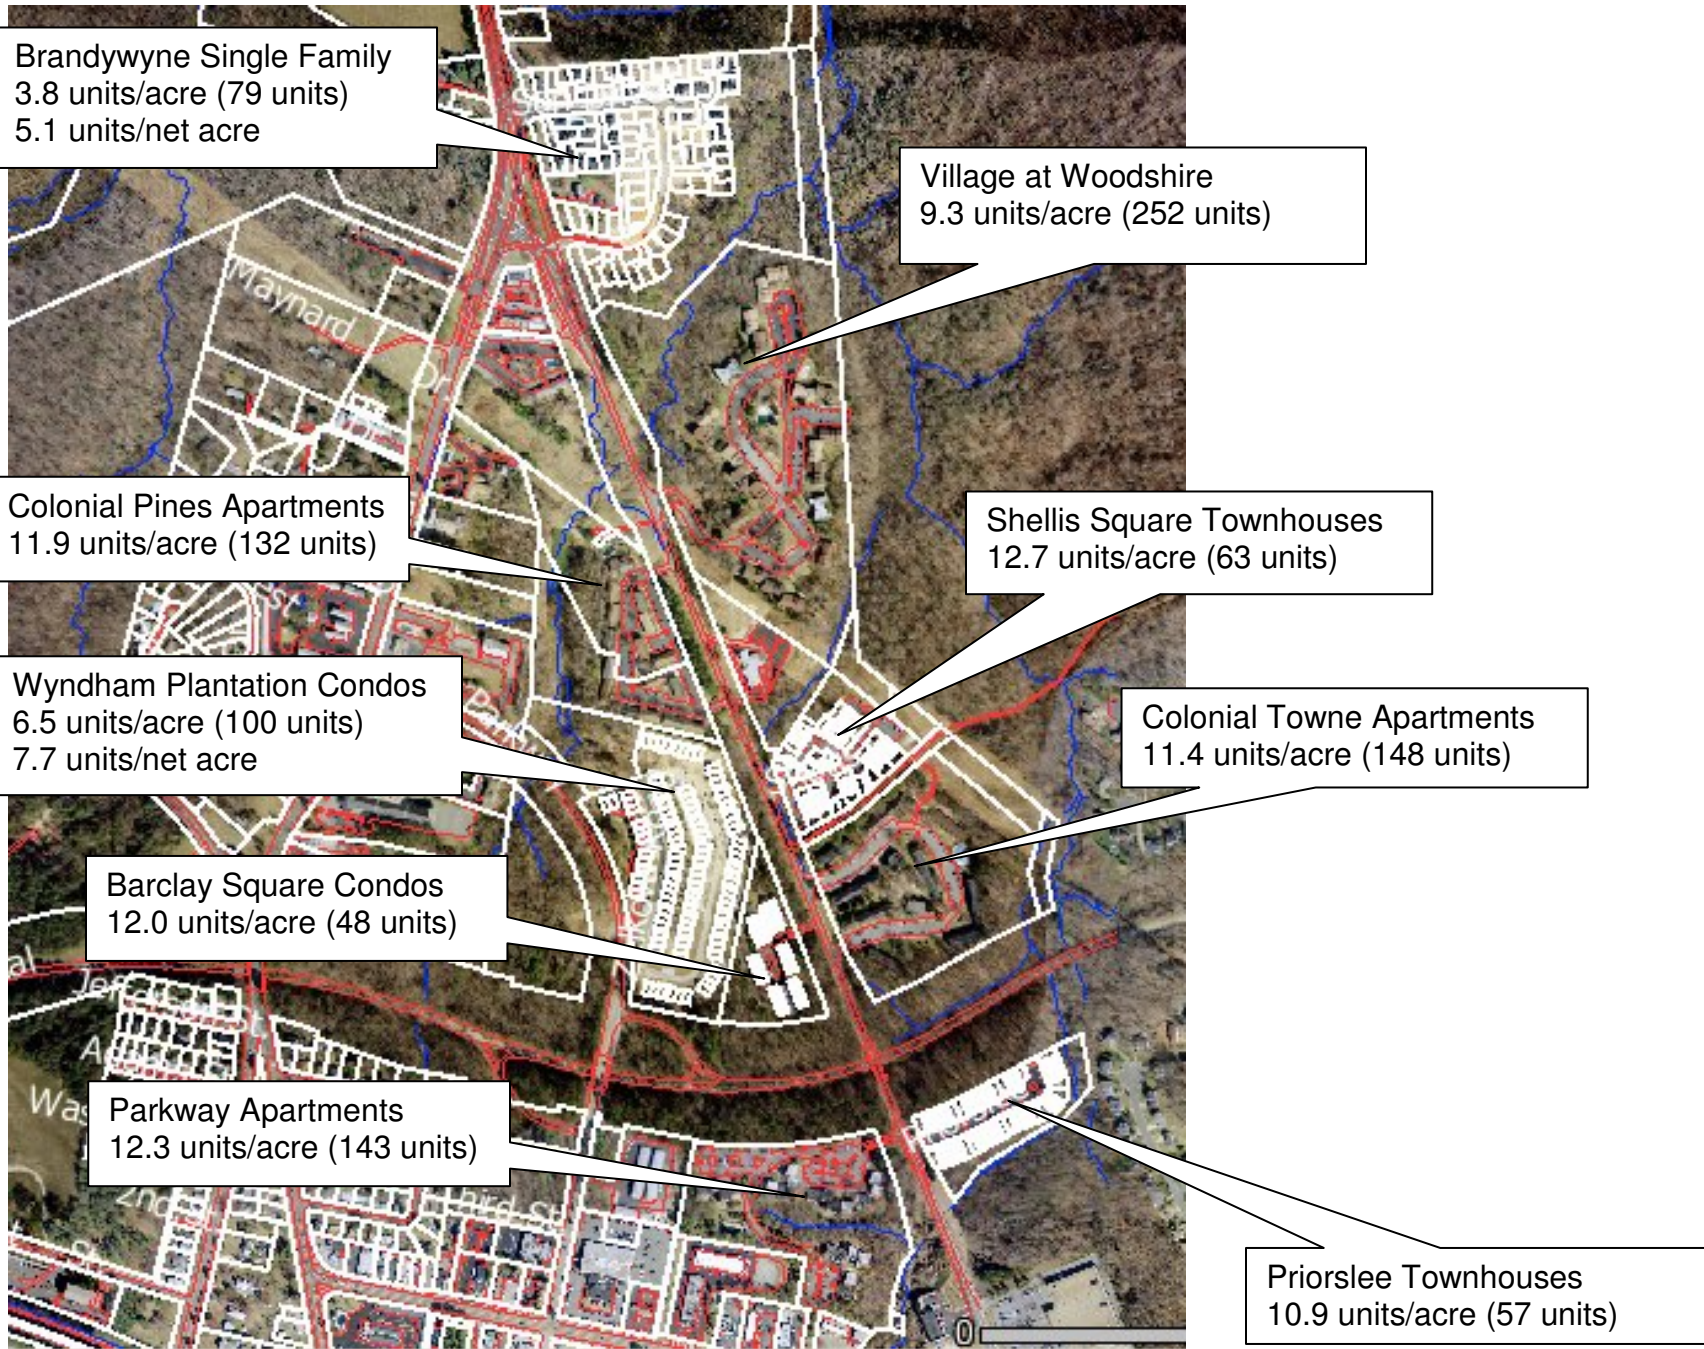 Brandywyne Single Family
3.8 units/acre (79 units)
5.1 units/net acre
Village at Woodshire
9.3 units/acre (252 units)
Maynard
Dr
Colonial Pines Apartments
11.9 units/acre (132 units)
Shellis Square Townhouses
12.7 units/acre (63 units)
Wyndham Plantation Condos
6.5 units/acre (100 units)
7.7 units/net acre
Colonial Towne Apartments
11.4 units/acre (148 units)
Barclay Square Condos
12.0 units/acre (48 units)
Parkway Apartments
12.3 units/acre (143 units)
2nd
Third St
Priorslee Townhouses
10.9 units/acre (57 units)
0